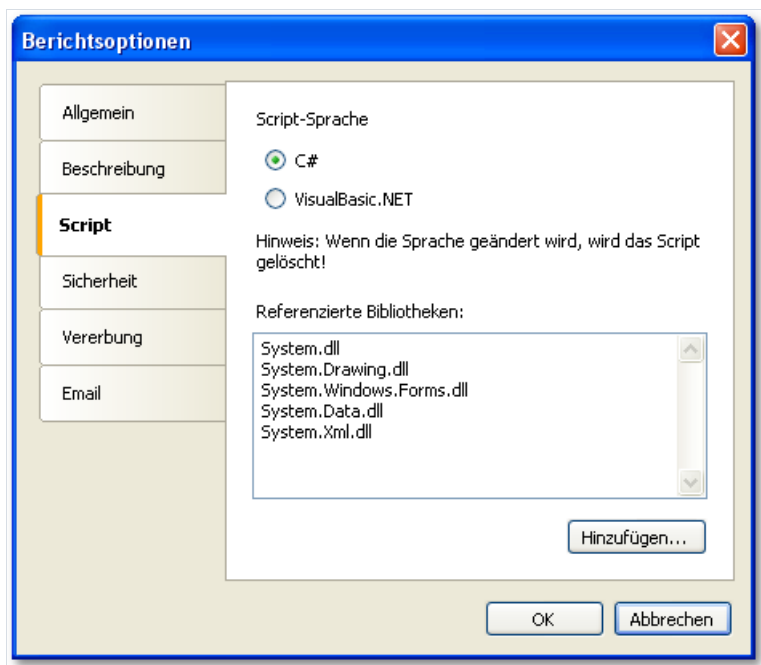 Berichtsoptionen
Allgemein
Beschreibung
Script
Sicherheit
Vererbung
Email
Script-Sprache
C#
VisualBasic.NET
Hinweis: Wenn die Sprache geändert wird, wird das Script
gelöscht!
Referenzierte Bibliotheken:
System.dll
System.Drawing.dll
System.Windows.Forms.dll
System.Data.dll
System.Xml.dll
Hinzufügen...
OK
Abbrechen